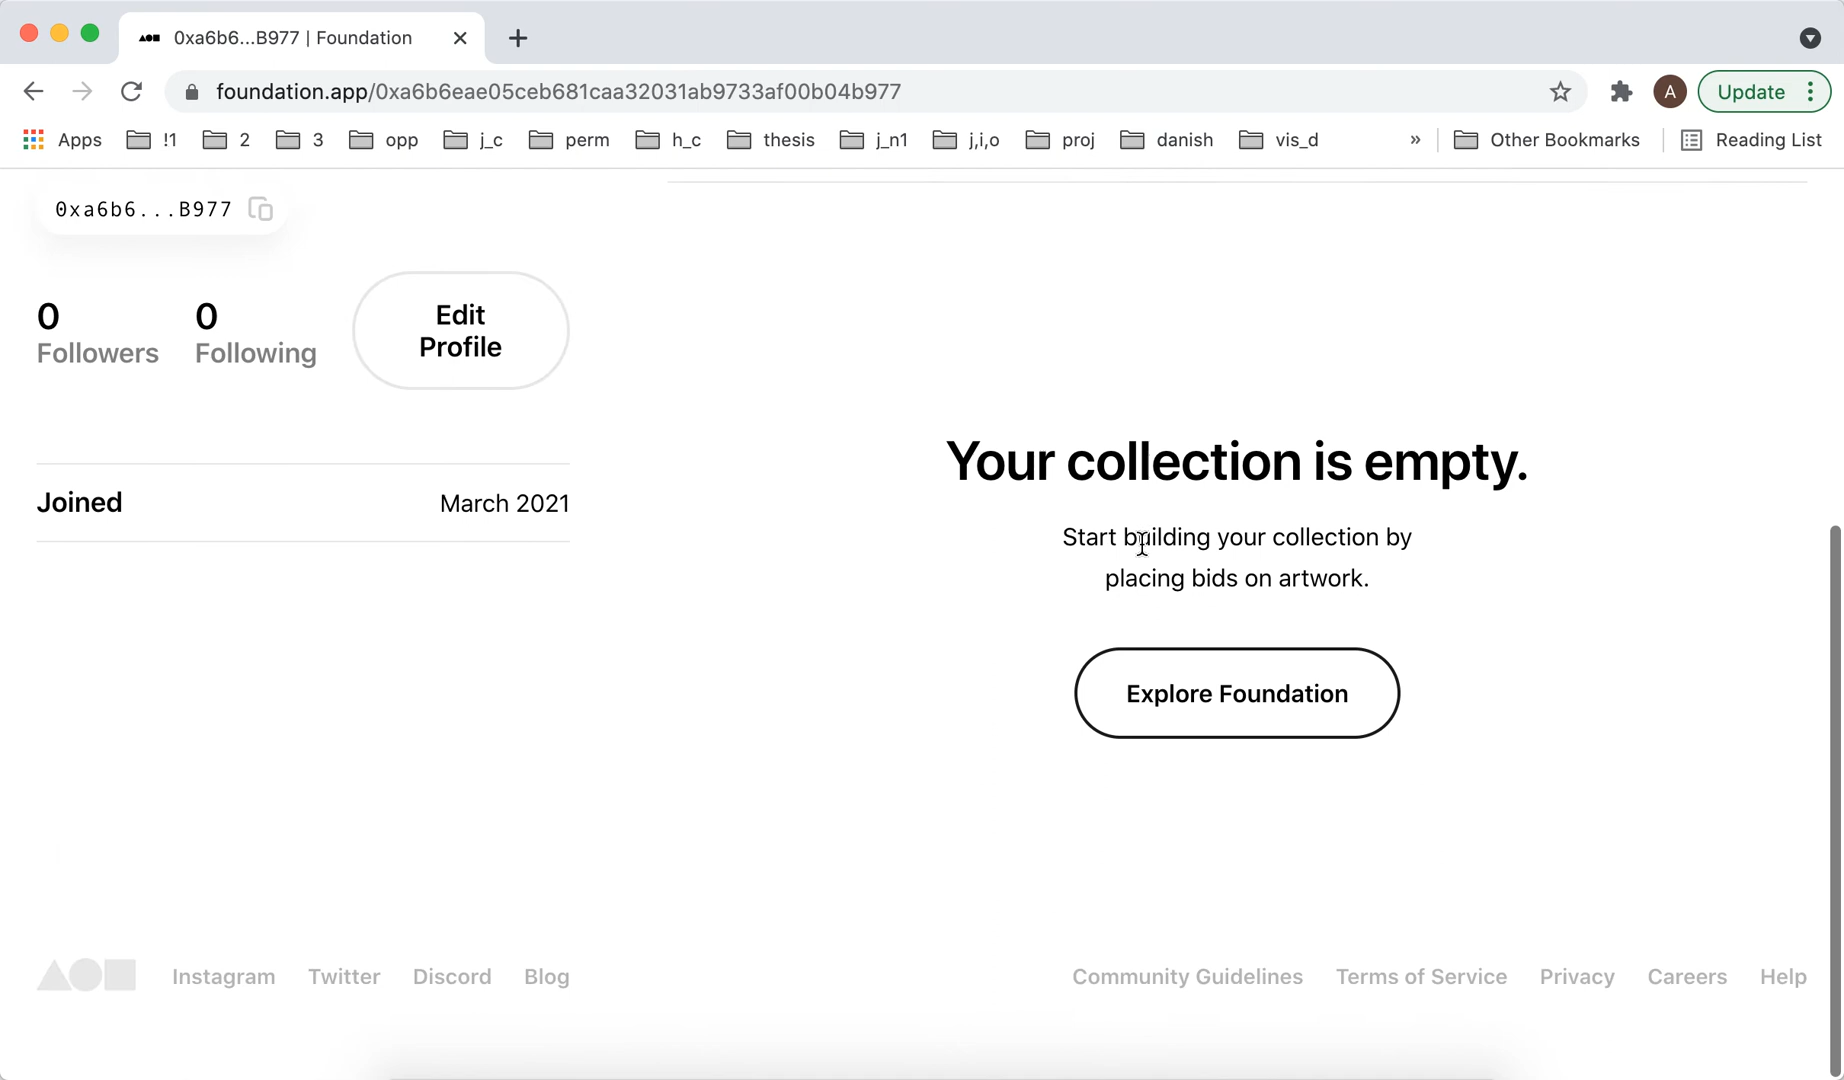 0xa6b6...B977 | Foundation
foundation.app/0xa6b6eae05ceb681caa32031ab9733af00b04b977
A
Update
Apps !1 2 3 opp j_c perm h_c thesis j_n1 j,i,o proj danish vis_d » Other Bookmarks Reading List
0xa6b6...B977
0 Followers
0 Following
Edit
Profile
Joined March 2021
Your collection is empty.
Start building your collection by
placing bids on artwork.
Explore Foundation
Instagram Twitter Discord Blog Community Guidelines Terms of Service Privacy Careers Help